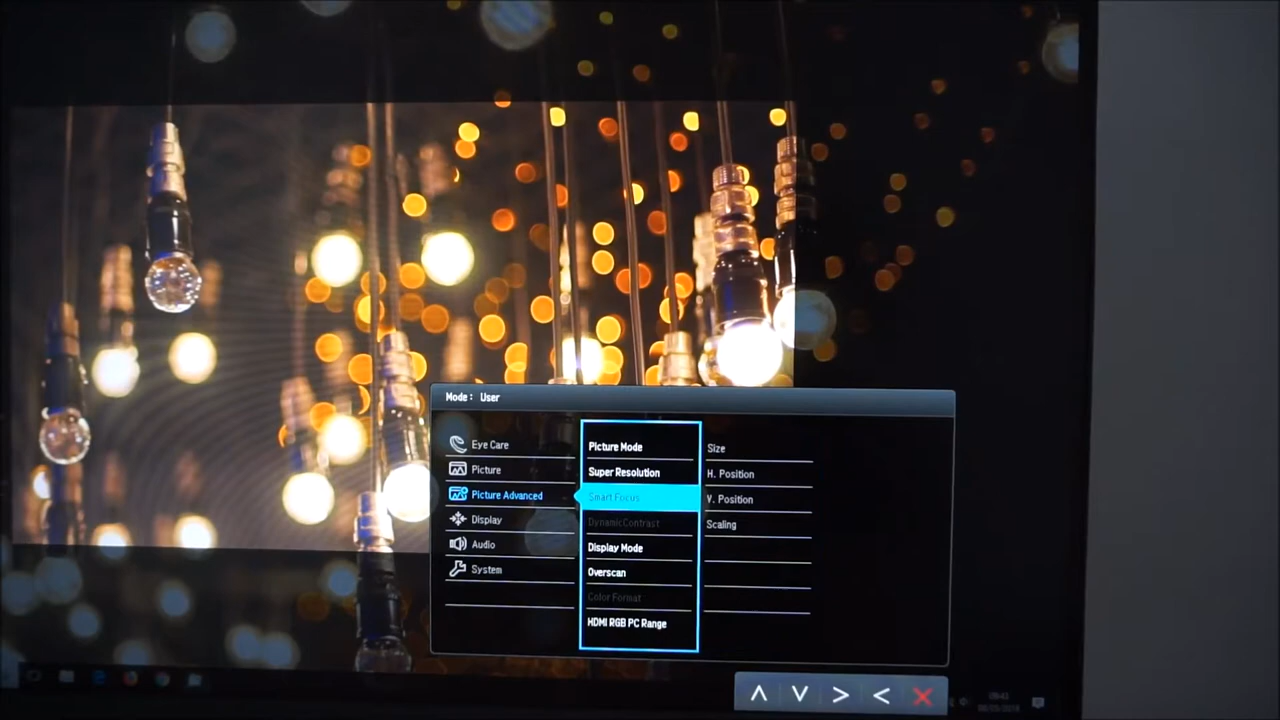 Mode: User
Eye Care
Picture
Picture Advanced
Display
Audio
System
Picture Mode
Super Resolution
Smart Focus
DynamicContrast
Display Mode
Overscan
Color Format
HDMI RGB PC Range
Size
H. Position
V. Position
Scaling